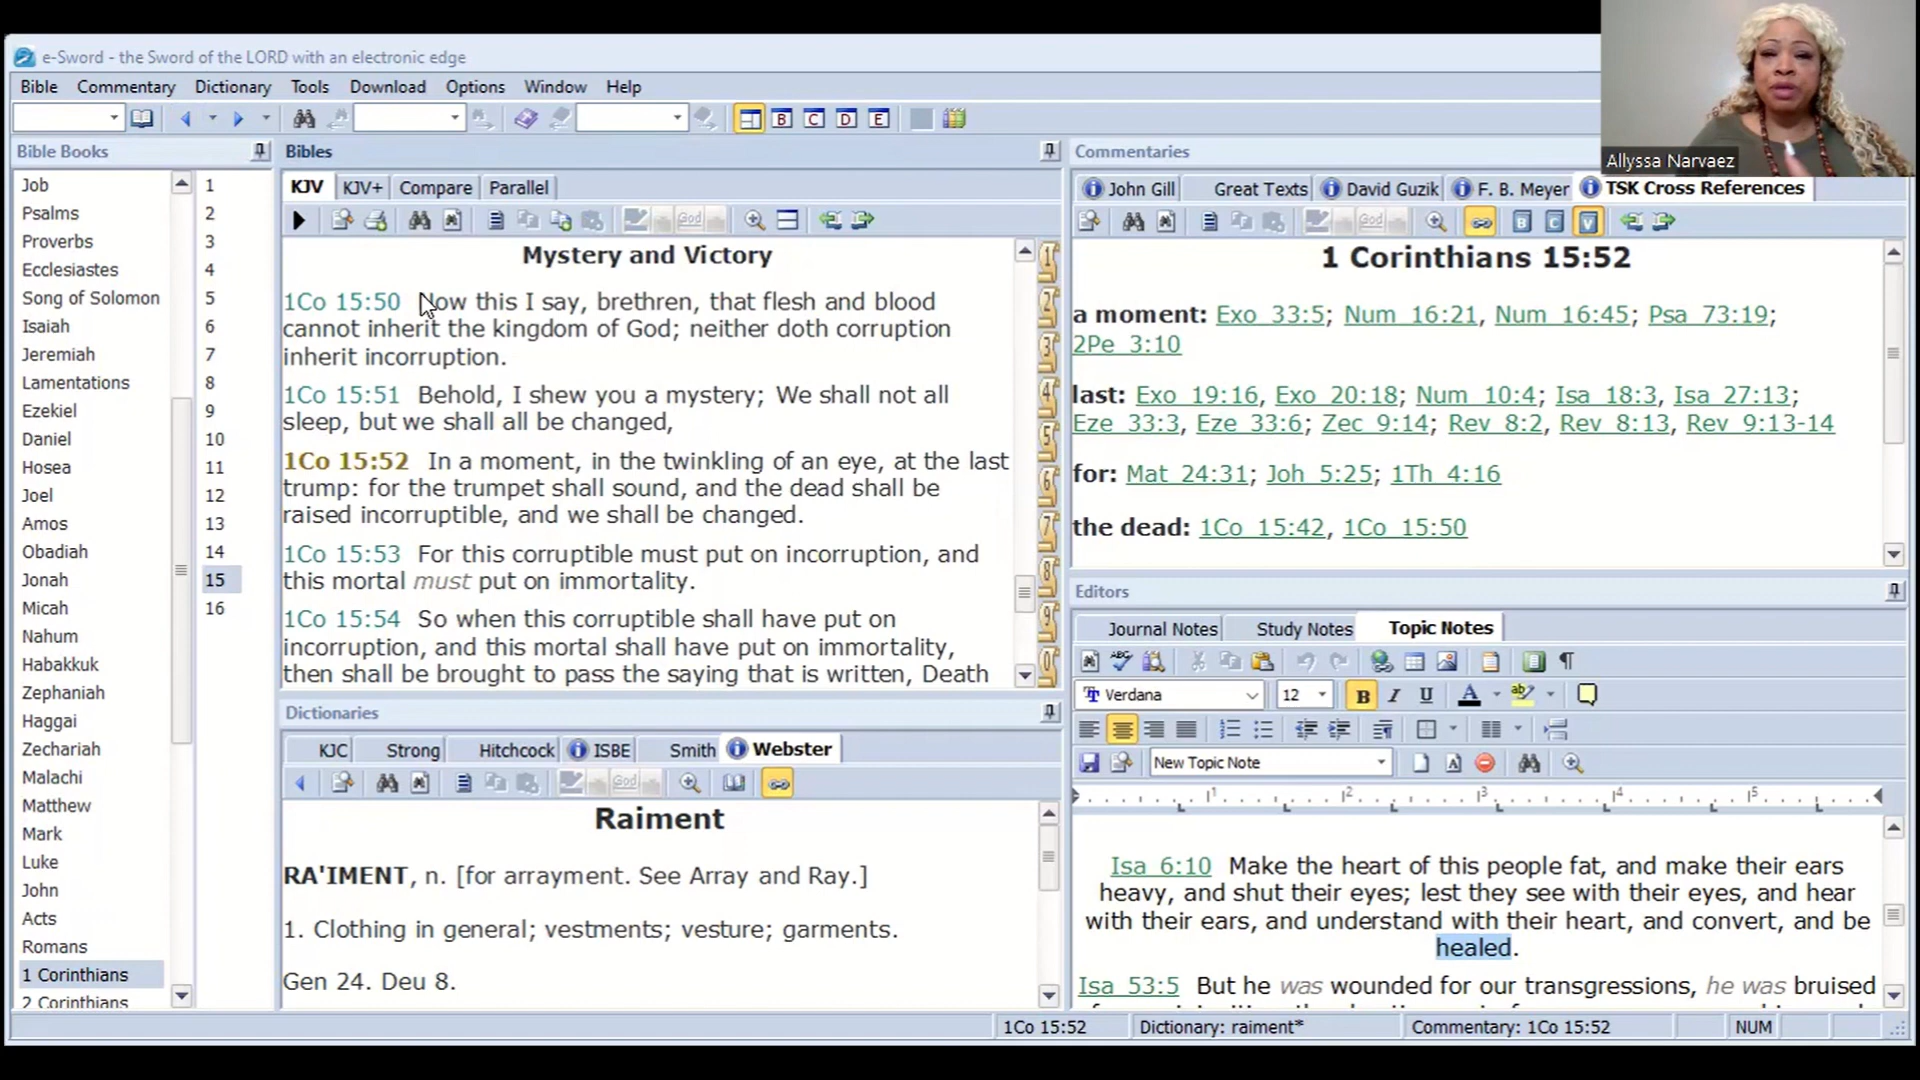 e-Sword - the Sword of the LORD with an electronic edge
Bible Commentary Dictionary Tools Download Options Window Help
B C D E
Allyssa Narvaez
Bible Books
Job
Psalms
Proverbs
Ecclesiastes
Song of Solomon
Isaiah
Jeremiah
Lamentations
Ezekiel
Daniel
Hosea
Joel
Amos
Obadiah
Jonah
Micah
Nahum
Habakkuk
Zephaniah
Haggai
Zechariah
Malachi
Matthew
Mark
Luke
John
Acts
Romans
1 Corinthians
2 Corinthians
1
2
3
4
5
6
7
8
9
10
11
12
13
14
15
16
Bibles
KJV KJV+ Compare Parallel
God
Mystery and Victory
1Co 15:50 Now this I say, brethren, that flesh and blood
cannot inherit the kingdom of God; neither doth corruption
inherit incorruption.
1Co 15:51 Behold, I shew you a mystery; We shall not all
sleep, but we shall all be changed,
1Co 15:52 In a moment, in the twinkling of an eye, at the last
trump: for the trumpet shall sound, and the dead shall be
raised incorruptible, and we shall be changed.
1Co 15:53 For this corruptible must put on incorruption, and
this mortal must put on immortality.
1Co 15:54 So when this corruptible shall have put on
incorruption, and this mortal shall have put on immortality,
then shall be brought to pass the saying that is written, Death
1
2
3
4
5
6
7
8
9
0
Dictionaries
KJC Strong Hitchcock ISBE Smith Webster
God
Raiment
RA'IMENT, n. [for arrayment. See Array and Ray.]
1. Clothing in general; vestments; vesture; garments.
Gen 24. Deu 8.
Commentaries
John Gill Great Texts David Guzik F. B. Meyer TSK Cross References
God B C V
1 Corinthians 15:52
a moment: Exo 33:5; Num 16:21, Num 16:45; Psa 73:19;
2Pe 3:10
last: Exo 19:16, Exo 20:18; Num 10:4; Isa 18:3, Isa 27:13;
Eze 33:3, Eze 33:6; Zec 9:14; Rev 8:2, Rev 8:13, Rev 9:13-14
for: Mat 24:31; Joh 5:25; 1Th 4:16
the dead: 1Co 15:42, 1Co 15:50
Editors
Journal Notes Study Notes Topic Notes
ABC
Verdana 12 B I U A ab
New Topic Note A
1 2 3 4 5
Isa 6:10 Make the heart of this people fat, and make their ears
heavy, and shut their eyes; lest they see with their eyes, and hear
with their ears, and understand with their heart, and convert, and be
healed.
Isa 53:5 But he was wounded for our transgressions, he was bruised
1Co 15:52 Dictionary: raiment* Commentary: 1Co 15:52 NUM